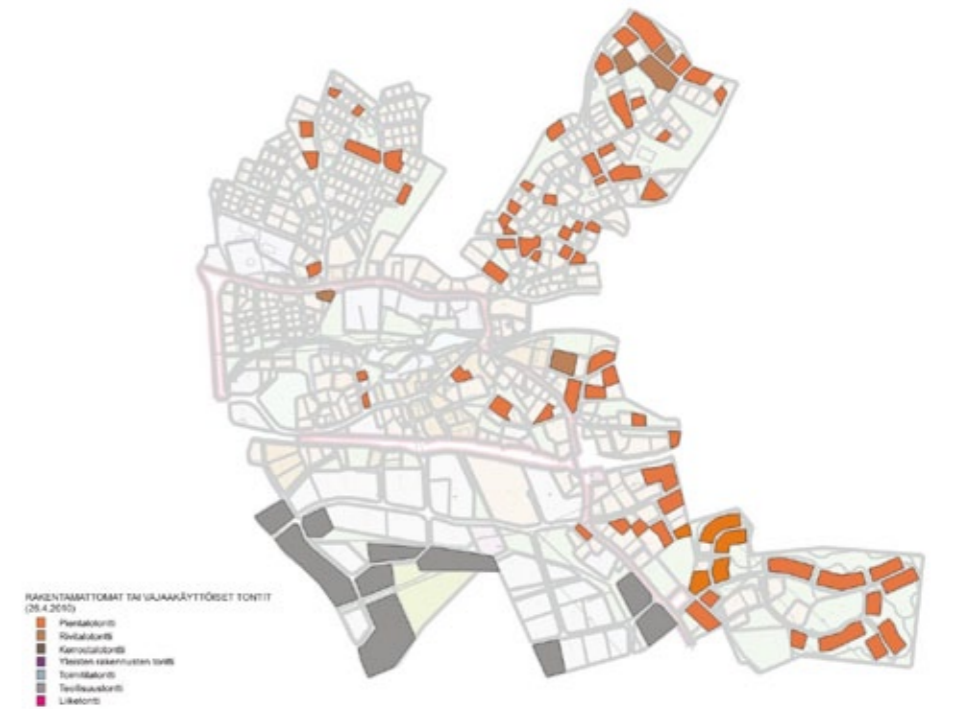 RAKENTAMATTOMAT TAI VAJAAKÄYTTÖISET TONTIT
(26.4.2010)
Pientalotontti
Rivitalotontti
Kerrostalotontti
Yleisten rakennusten tontti
Toimitilatontti
Teollisuustontti
Liiketontti